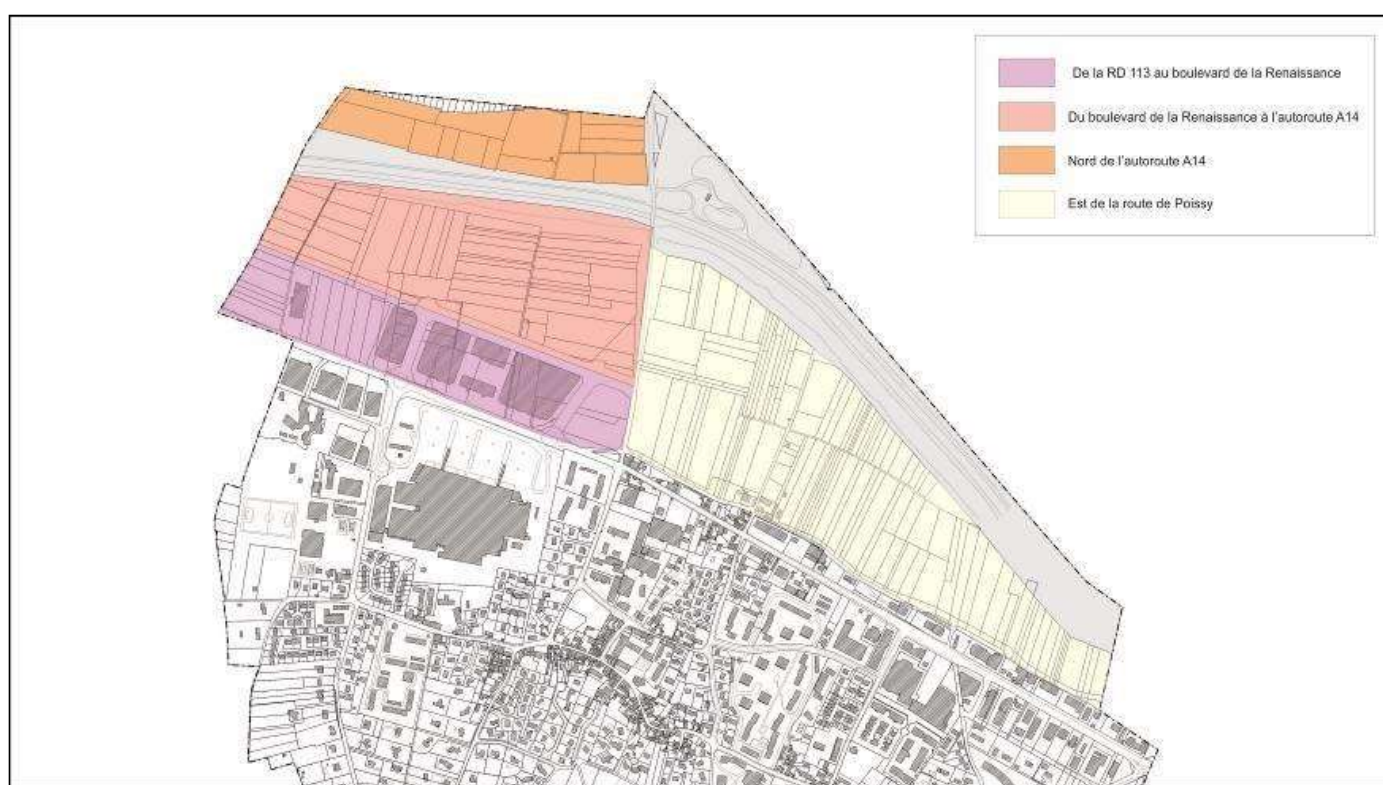 De la RD 113 au boulevard de la Renaissance
Du boulevard de la Renaissance à l'autoroute A14
Nord de l'autoroute A14
Est de la route de Poissy